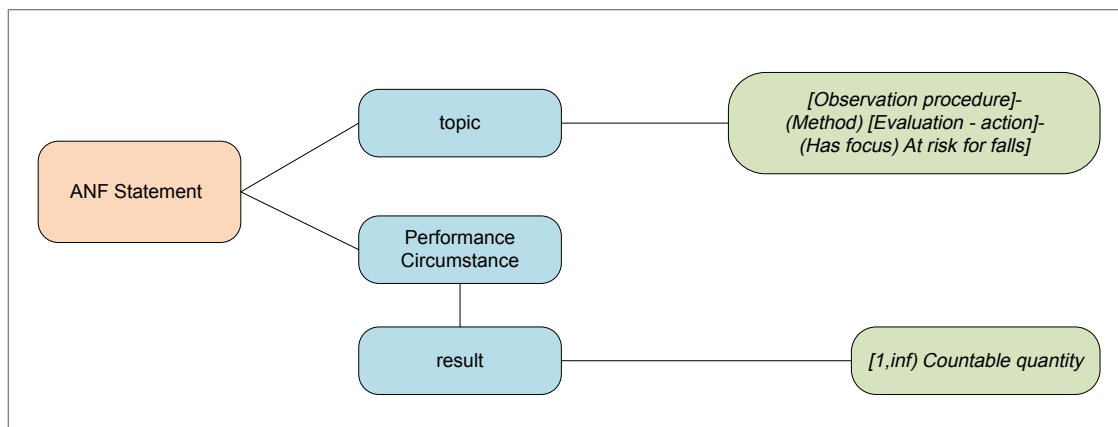 ANF Statement
topic
[Observation procedure]-
(Method) [Evaluation - action]-
(Has focus) At risk for falls]
Performance
Circumstance
result
[1,inf) Countable quantity